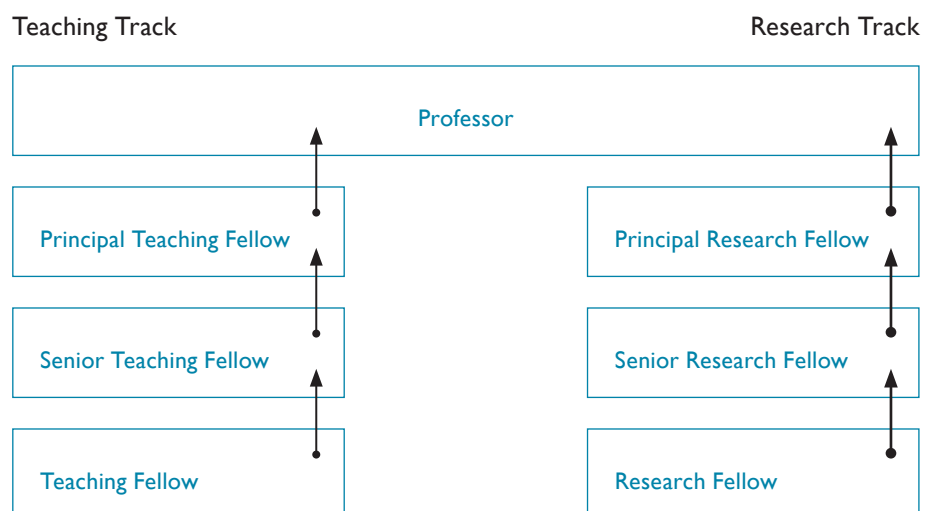 Teaching Track
Research Track
Professor
Principal Teaching Fellow
Principal Research Fellow
Senior Teaching Fellow
Senior Research Fellow
Teaching Fellow
Research Fellow